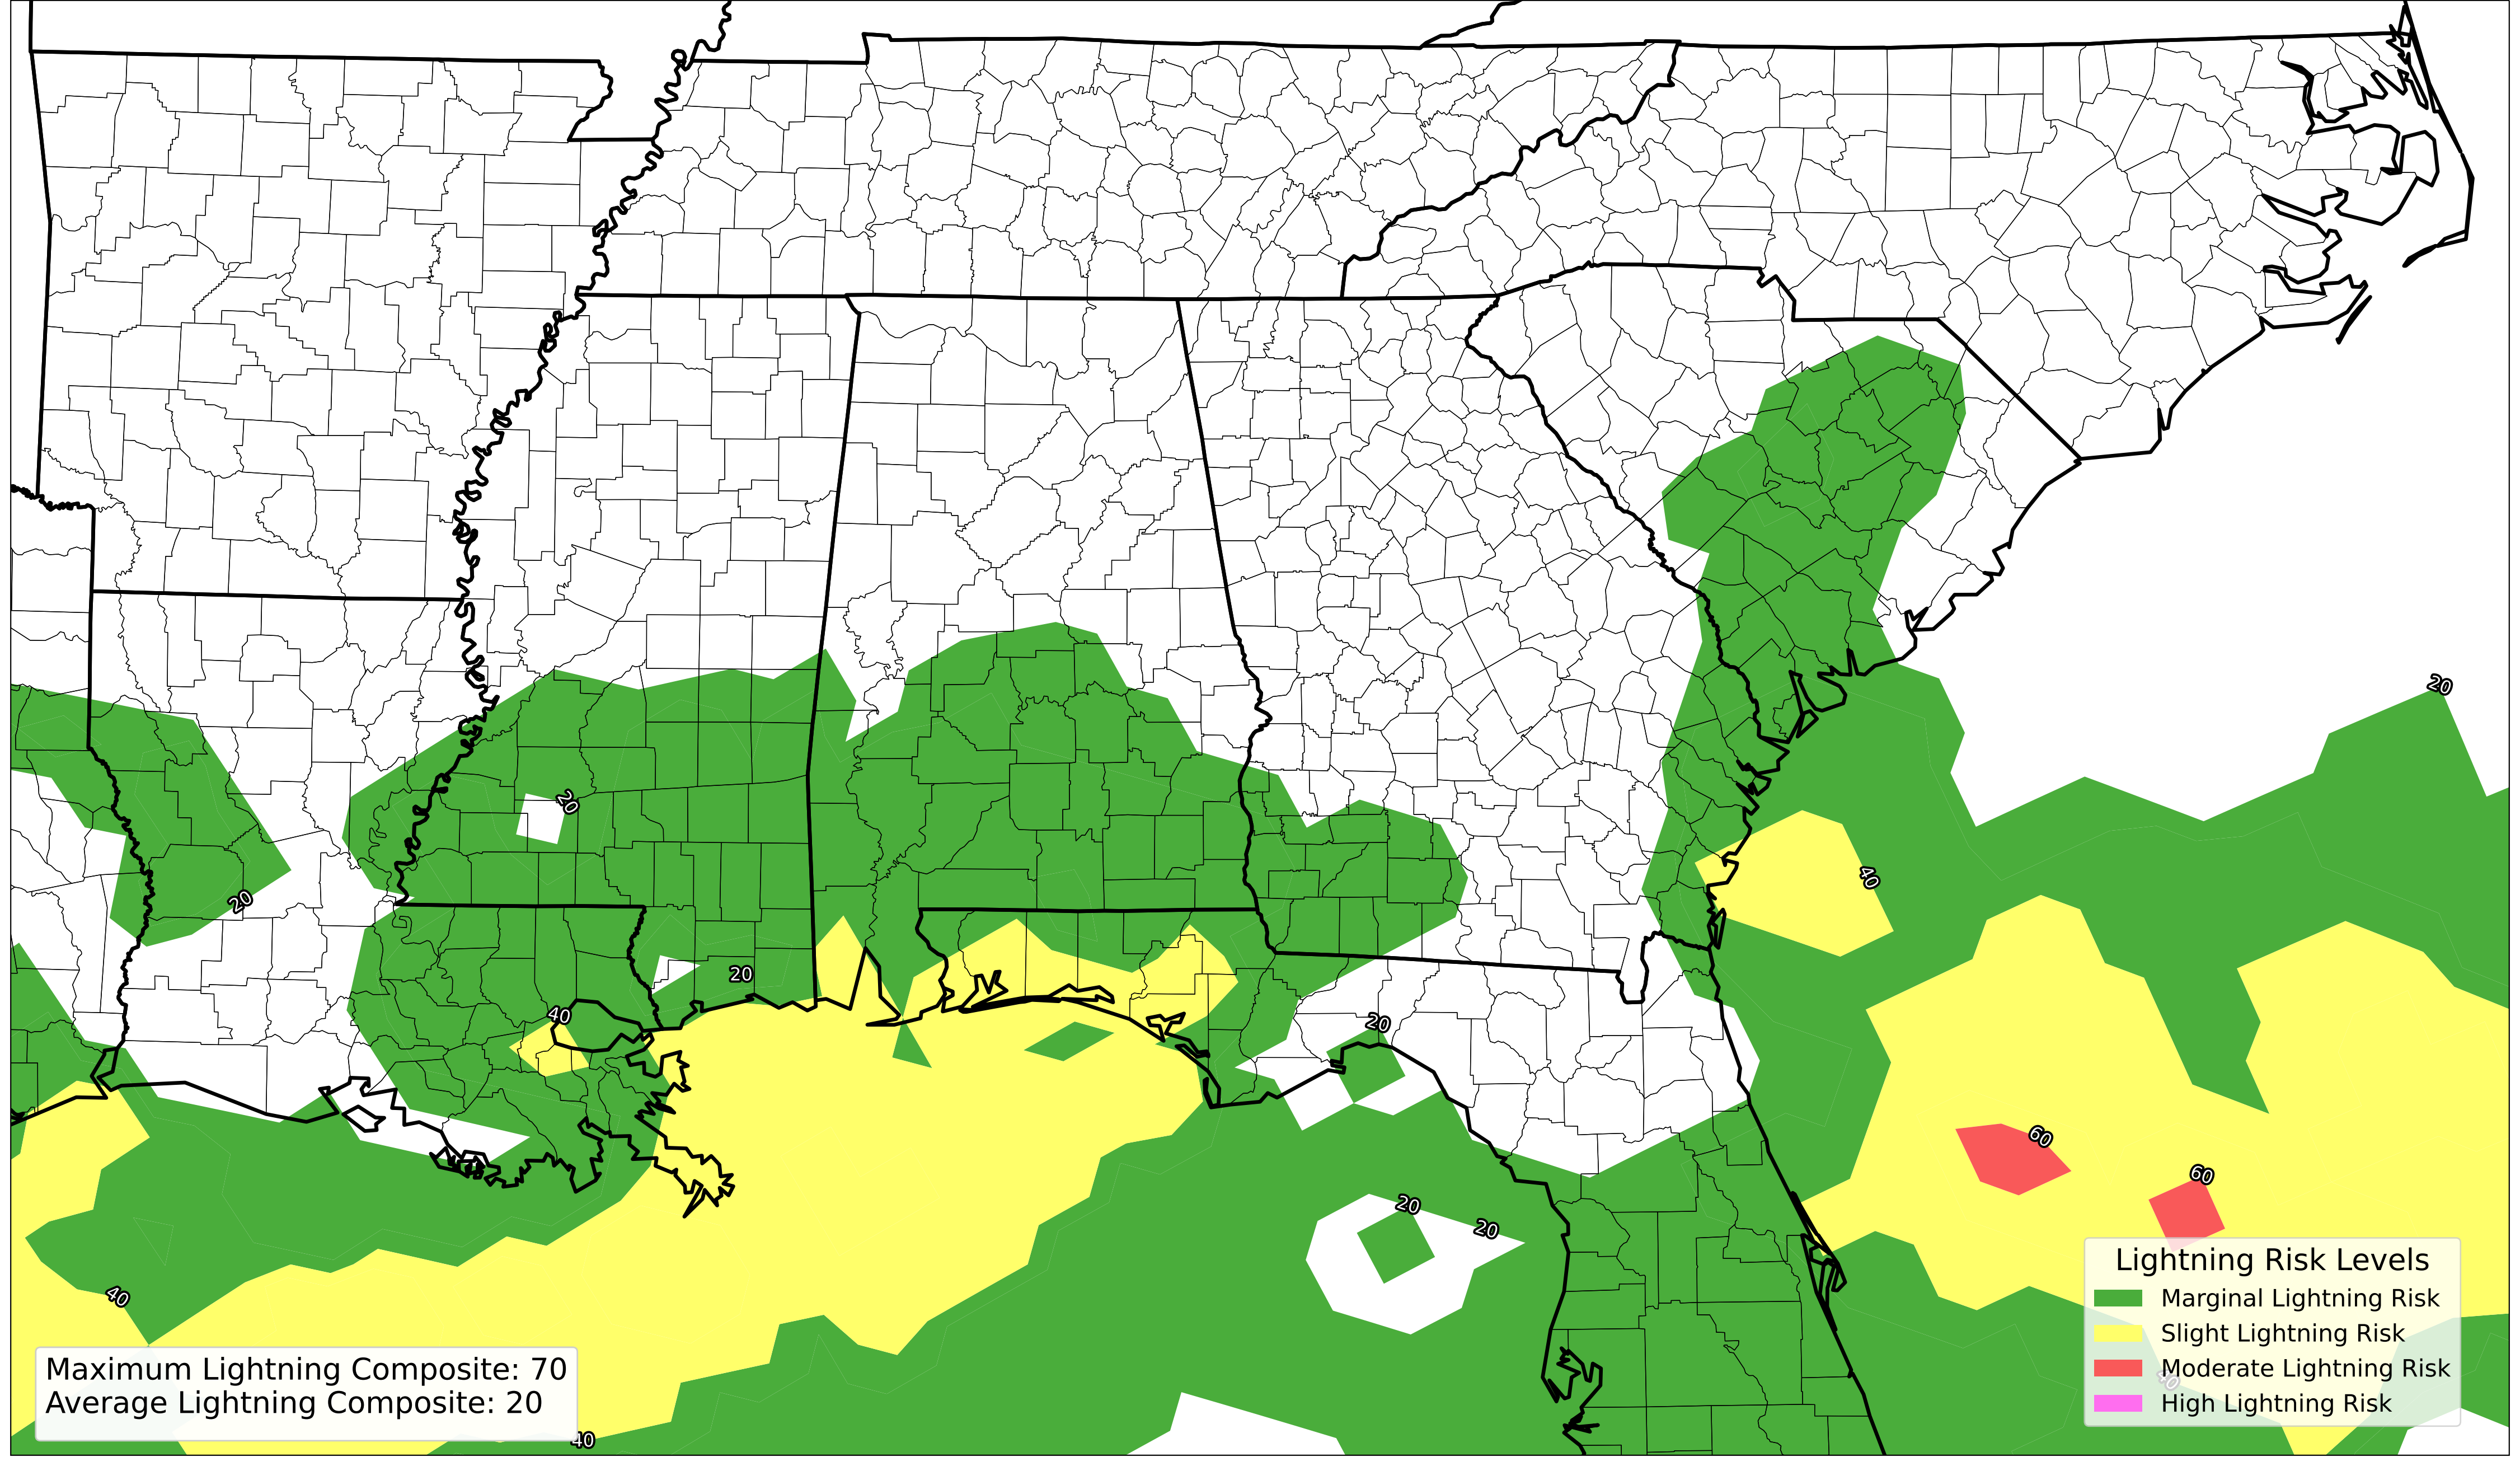 20
20
20
40
20
40
20
60
60
20
20
40
40
Lightning Risk Levels
Marginal Lightning Risk
Slight Lightning Risk
Moderate Lightning Risk
High Lightning Risk
Maximum Lightning Composite: 70
Average Lightning Composite: 20
40
20